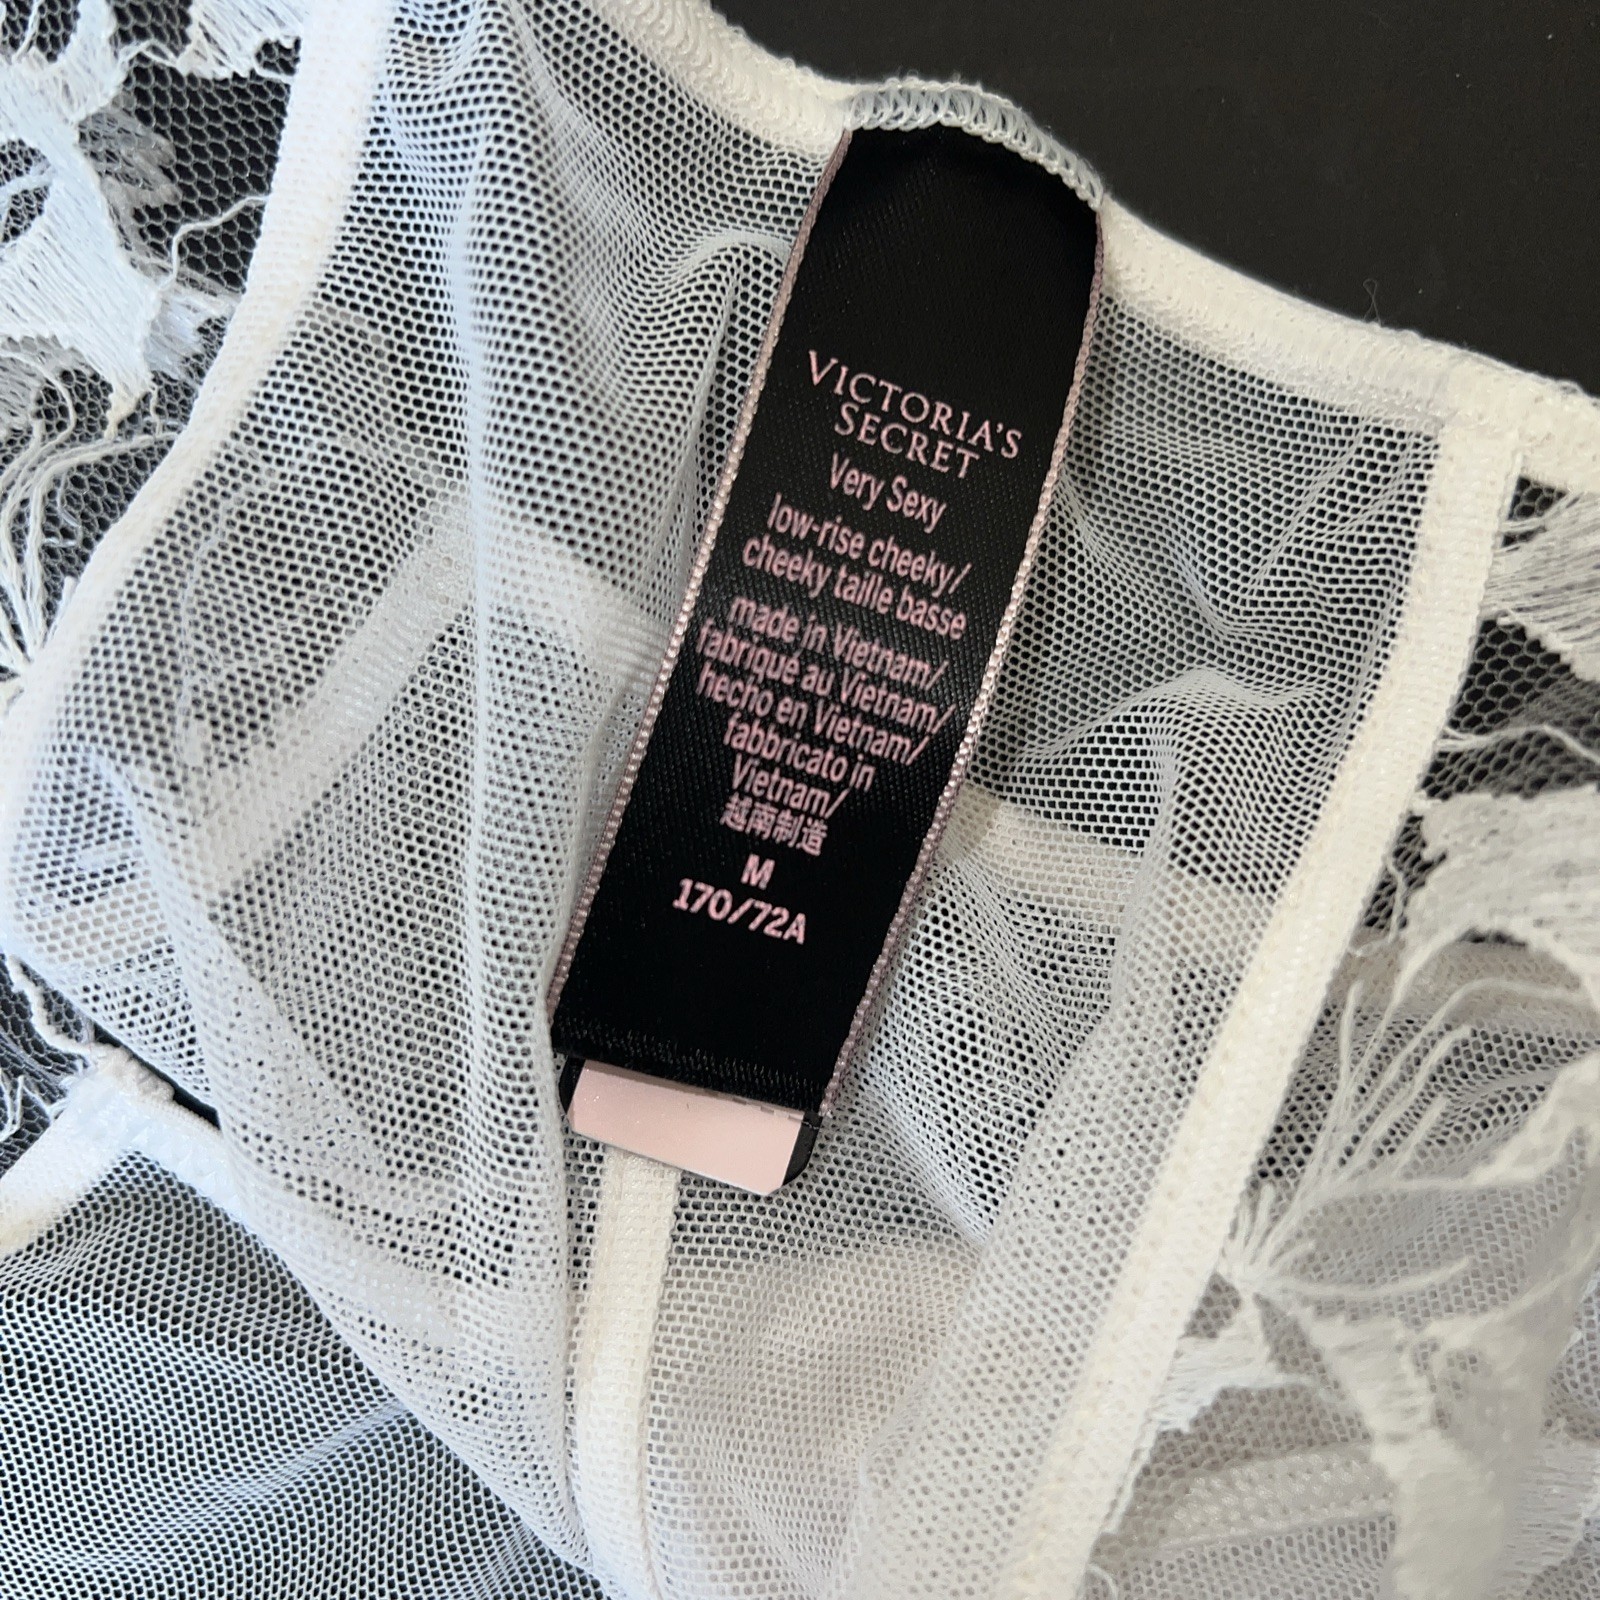 VICTORIA'S
SECRET
Very Sexy
low-rise cheeky/
cheeky taille basse
made in Vietnam/
fabriqué au Vietnam/
hecho en Vietnam/
fabbricato in
Vietnam/
越南制造
M
170/72A